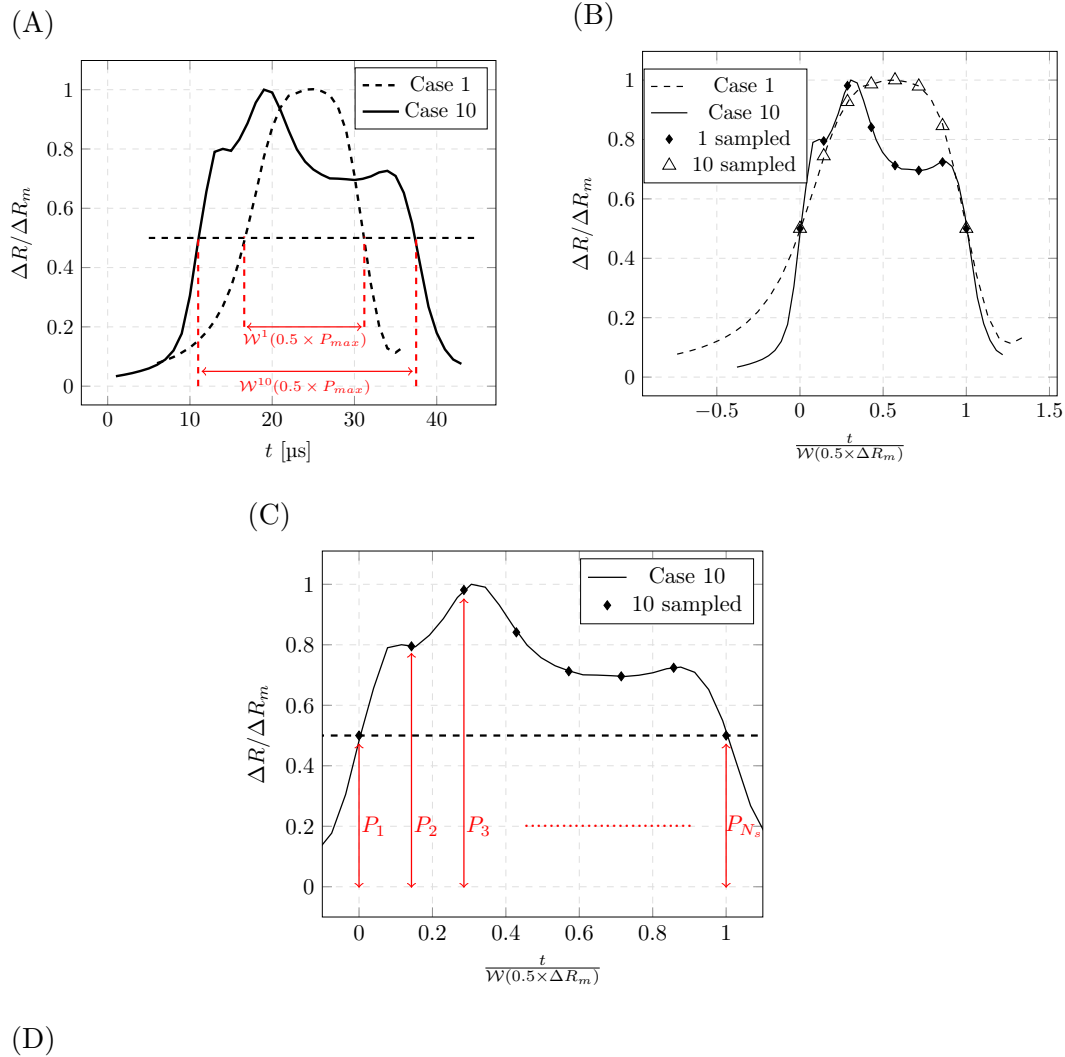 (A)
Case 1
Case 10
1
0.8
0.6
0.4
0.2
0
ΔR/ΔR_m
W^1(0.5 × P_max)
W^10(0.5 × P_max)
0 10 20 30 40
t [µs]
(B)
Case 1
Case 10
1 sampled
10 sampled
1
0.8
0.6
0.4
0.2
0
ΔR/ΔR_m
−0.5 0 0.5 1 1.5
t
W(0.5×ΔR_m)
(C)
Case 10
10 sampled
1
0.8
0.6
0.4
0.2
0
ΔR/ΔR_m
P_1 P_2 P_3 P_{N_s}
0 0.2 0.4 0.6 0.8 1
t
W(0.5×ΔR_m)
(D)